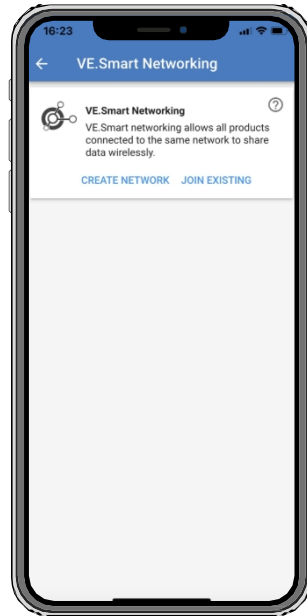 16:23
VE.Smart Networking
VE.Smart Networking
VE.Smart networking allows all products
connected to the same network to share
data wirelessly.
CREATE NETWORK JOIN EXISTING